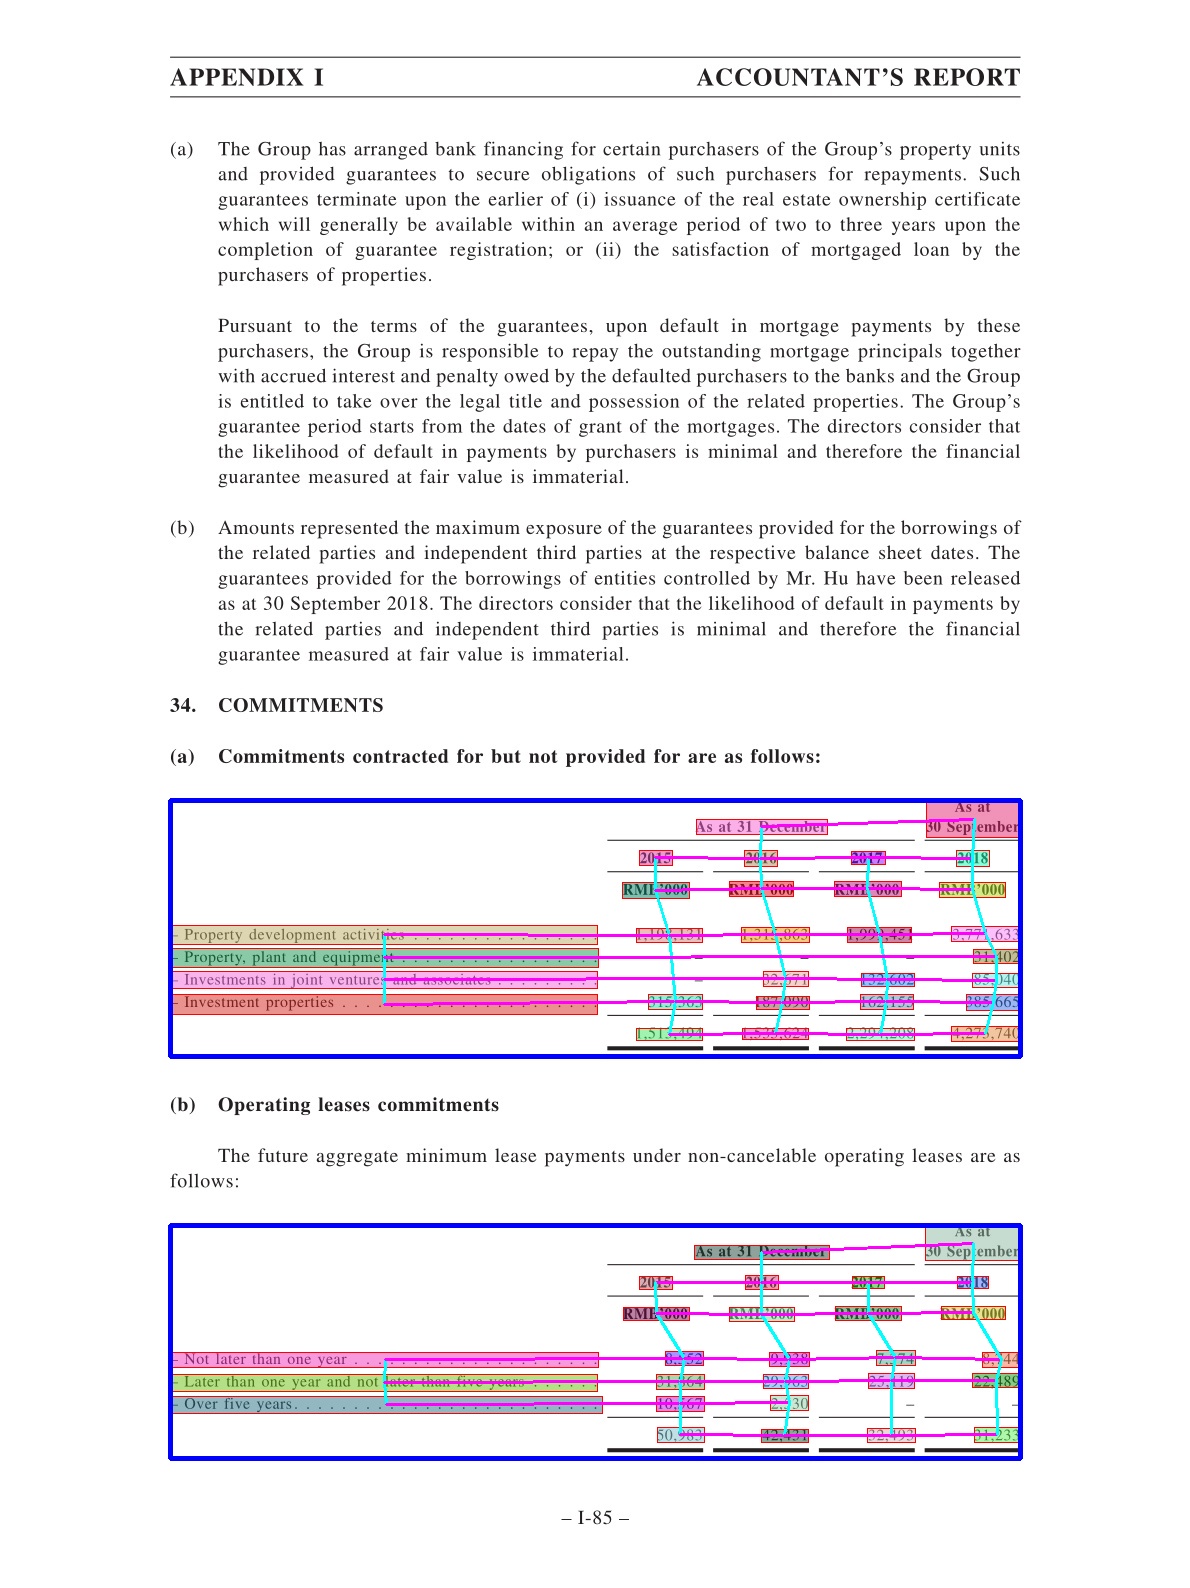 APPENDIX I ACCOUNTANT'S REPORT
(a) The Group has arranged bank financing for certain purchasers of the Group's property units
and provided guarantees to secure obligations of such purchasers for repayments. Such
guarantees terminate upon the earlier of (i) issuance of the real estate ownership certificate
which will generally be available within an average period of two to three years upon the
completion of guarantee registration; or (ii) the satisfaction of mortgaged loan by the
purchasers of properties.
Pursuant to the terms of the guarantees, upon default in mortgage payments by these
purchasers, the Group is responsible to repay the outstanding mortgage principals together
with accrued interest and penalty owed by the defaulted purchasers to the banks and the Group
is entitled to take over the legal title and possession of the related properties. The Group's
guarantee period starts from the dates of grant of the mortgages. The directors consider that
the likelihood of default in payments by purchasers is minimal and therefore the financial
guarantee measured at fair value is immaterial.
(b) Amounts represented the maximum exposure of the guarantees provided for the borrowings of
the related parties and independent third parties at the respective balance sheet dates. The
guarantees provided for the borrowings of entities controlled by Mr. Hu have been released
as at 30 September 2018. The directors consider that the likelihood of default in payments by
the related parties and independent third parties is minimal and therefore the financial
guarantee measured at fair value is immaterial.
34. COMMITMENTS
(a) Commitments contracted for but not provided for are as follows:
As at
As at 31 December 30 September
2015 2016 2017 2018
RMB'000 RMB'000 RMB'000 RMB'000
– Property development activities . . . . . . . . . . . . . . . . 1,198,131 1,315,863 1,999,451
– Property, plant and equipment . . . . . . . . . . . . . . . . . – – – 31,402
– Investments in joint ventures and associates . . . . . . . . . – 32,671 132,602 85,040
– Investment properties . . . . . . . . . . . . . . . . . . . . . . 315,363 187,090 162,155 385,665
1,513,494 1,535,624 2,294,208
(b) Operating leases commitments
The future aggregate minimum lease payments under non-cancelable operating leases are as
follows:
As at
As at 31 December 30 September
2015 2016 2017 2018
RMB'000 RMB'000 RMB'000 RMB'000
– Not later than one year . . . . . . . . . . . . . . . . . . . . . 8,552 9,938 7,374 8,744
– Later than one year and not later than five years . . . . . . 31,864 29,963 25,119 22,489
– Over five years. . . . . . . . . . . . . . . . . . . . . . . . . . 10,567 2,530 – –
50,983 42,431 32,493 31,233
– I-85 –